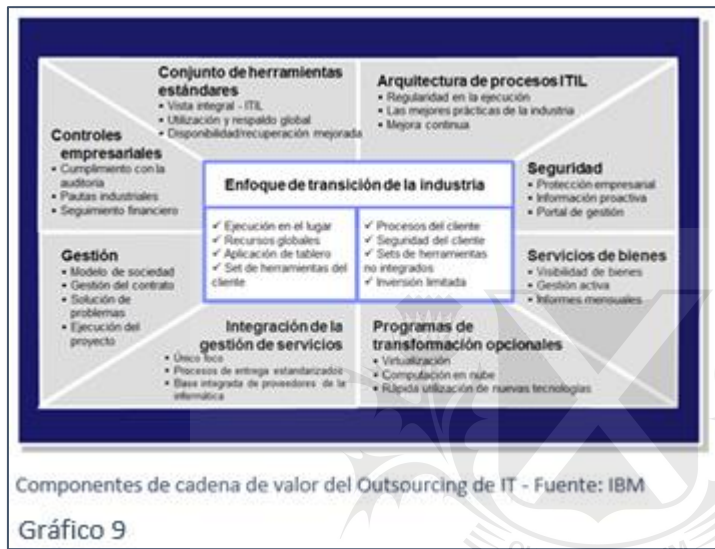 Conjunto de herramientas
estándares
• Vista integral - ITIL
• Utilización y respaldo global
• Disponibilidad/recuperación mejorada
Arquitectura de procesos ITIL
• Regularidad en la ejecución
• Las mejores prácticas de la industria
• Mejora continua
Controles
empresariales
• Cumplimiento con la
auditoria
• Pautas industriales
• Seguimiento financiero
Enfoque de transición de la industria
✓ Ejecución en el lugar
✓ Recursos globales
✓ Aplicación de tablero
✓ Set de herramientas del
cliente
✓ Procesos del cliente
✓ Seguridad del cliente
✓ Sets de herramientas
no integrados
✓ Inversión limitada
Seguridad
• Protección empresarial
• Información proactiva
• Portal de gestión
Gestión
• Modelo de sociedad
• Gestión del contrato
• Solución de
problemas
• Ejecución del
proyecto
Servicios de bienes
• Visibilidad de bienes
• Gestión activa
• Informes mensuales
Integración de la
gestión de servicios
• Único foco
• Procesos de entrega estandarizados
• Base integrada de proveedores de la
informática
Programas de
transformación opcionales
• Virtualización
• Computación en nube
• Rápida utilización de nuevas tecnologías
Componentes de cadena de valor del Outsourcing de IT - Fuente: IBM
Gráfico 9